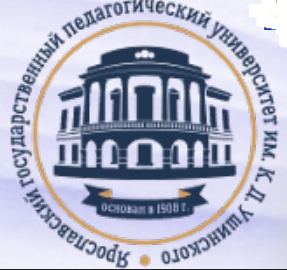 Ярославский государственный педагогический университет им. К. Д. Ушинского
основан в 1908 г.